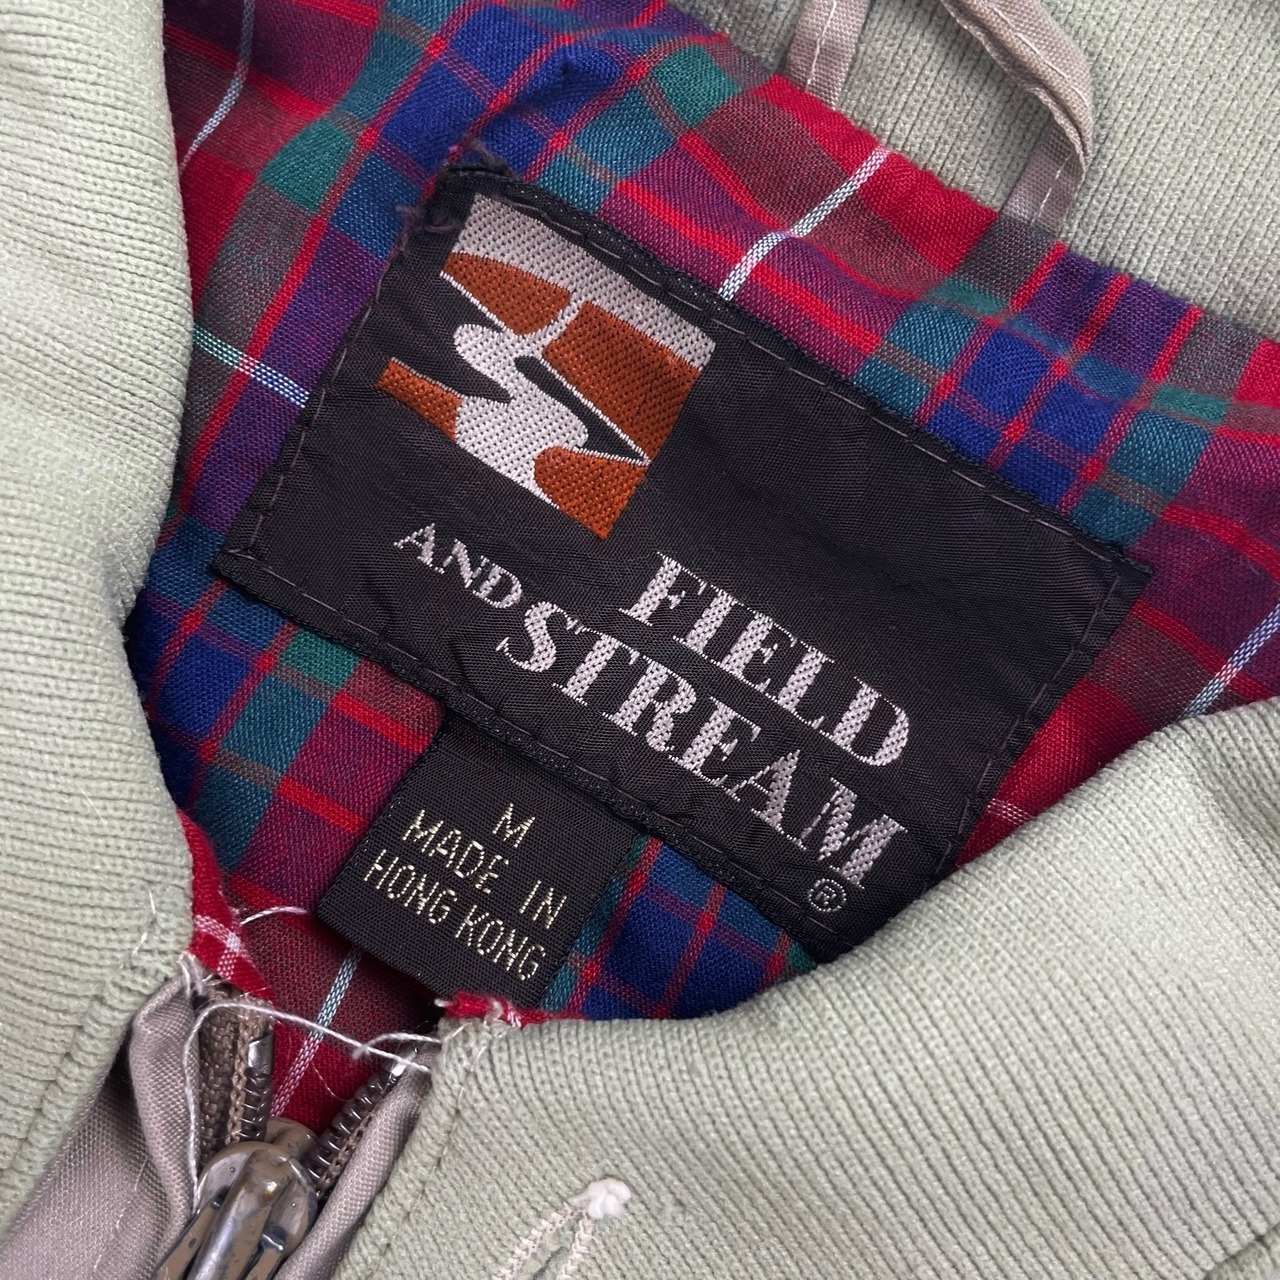 FIELD
AND STREAM®
M
MADE IN
HONG KONG